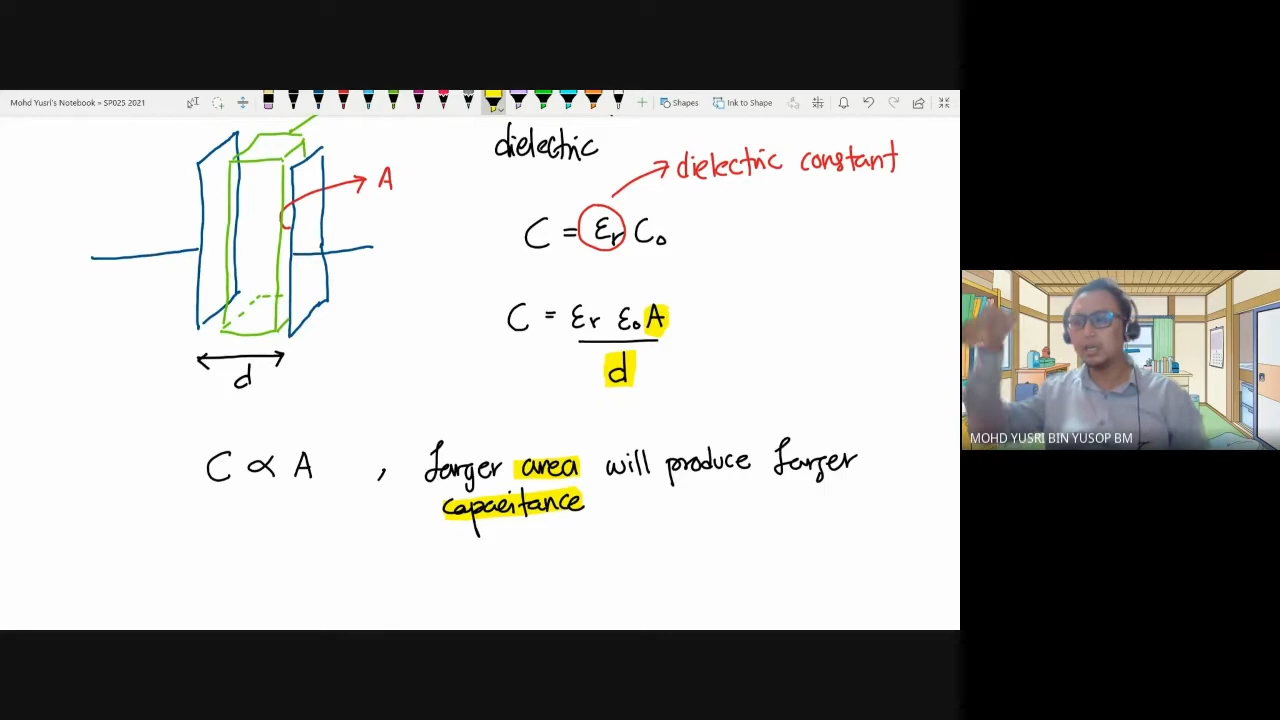 Mohd Yusri's Notebook » SP025 2021
Shapes
Ink to Shape
dielectric
dielectric constant
A
C = εr C₀
C = εr ε₀ A
d
d
C ∝ A , larger area will produce larger
capacitance
MOHD YUSRI BIN YUSOP BM